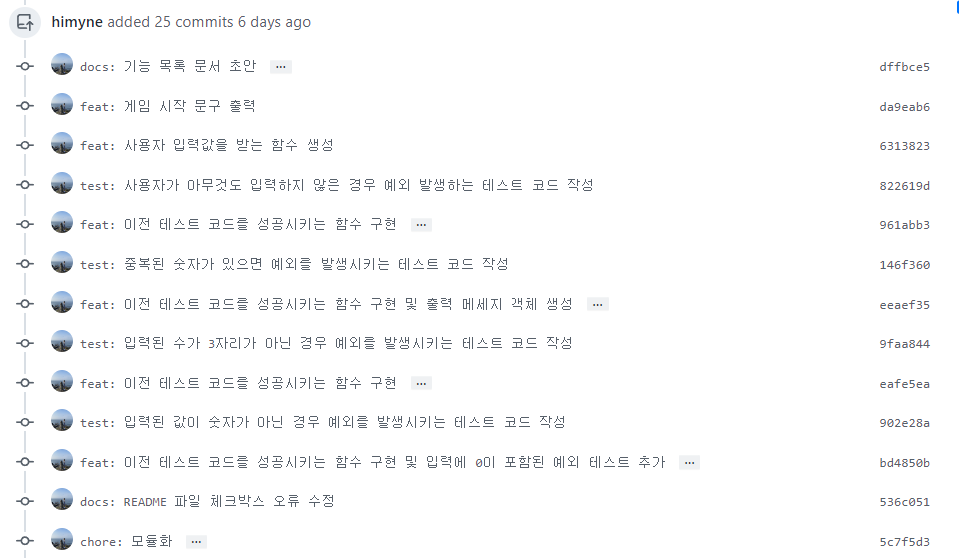 himyne added 25 commits 6 days ago
docs: 기능 목록 문서 초안 ... dffbce5
feat: 게임 시작 문구 출력 da9eab6
feat: 사용자 입력값을 받는 함수 생성 6313823
test: 사용자가 아무것도 입력하지 않은 경우 예외 발생하는 테스트 코드 작성 822619d
feat: 이전 테스트 코드를 성공시키는 함수 구현 ... 961abb3
test: 중복된 숫자가 있으면 예외를 발생시키는 테스트 코드 작성 146f360
feat: 이전 테스트 코드를 성공시키는 함수 구현 및 출력 메세지 객체 생성 ... eeaef35
test: 입력된 수가 3자리가 아닌 경우 예외를 발생시키는 테스트 코드 작성 9faa844
feat: 이전 테스트 코드를 성공시키는 함수 구현 ... eafe5ea
test: 입력된 값이 숫자가 아닌 경우 예외를 발생시키는 테스트 코드 작성 902e28a
feat: 이전 테스트 코드를 성공시키는 함수 구현 및 입력에 0이 포함된 예외 테스트 추가 ... bd4850b
docs: README 파일 체크박스 오류 수정 536c051
chore: 모듈화 ... 5c7f5d3